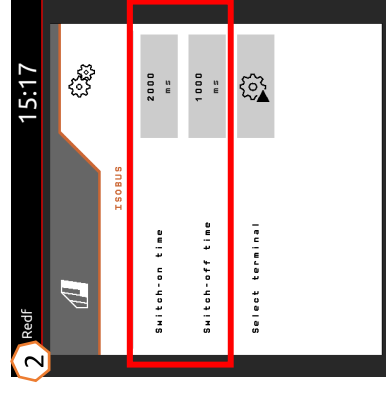 2
Redf 15:17
ISOBUS
Switch-on time 2000 ms
Switch-off time 1000 ms
Select terminal